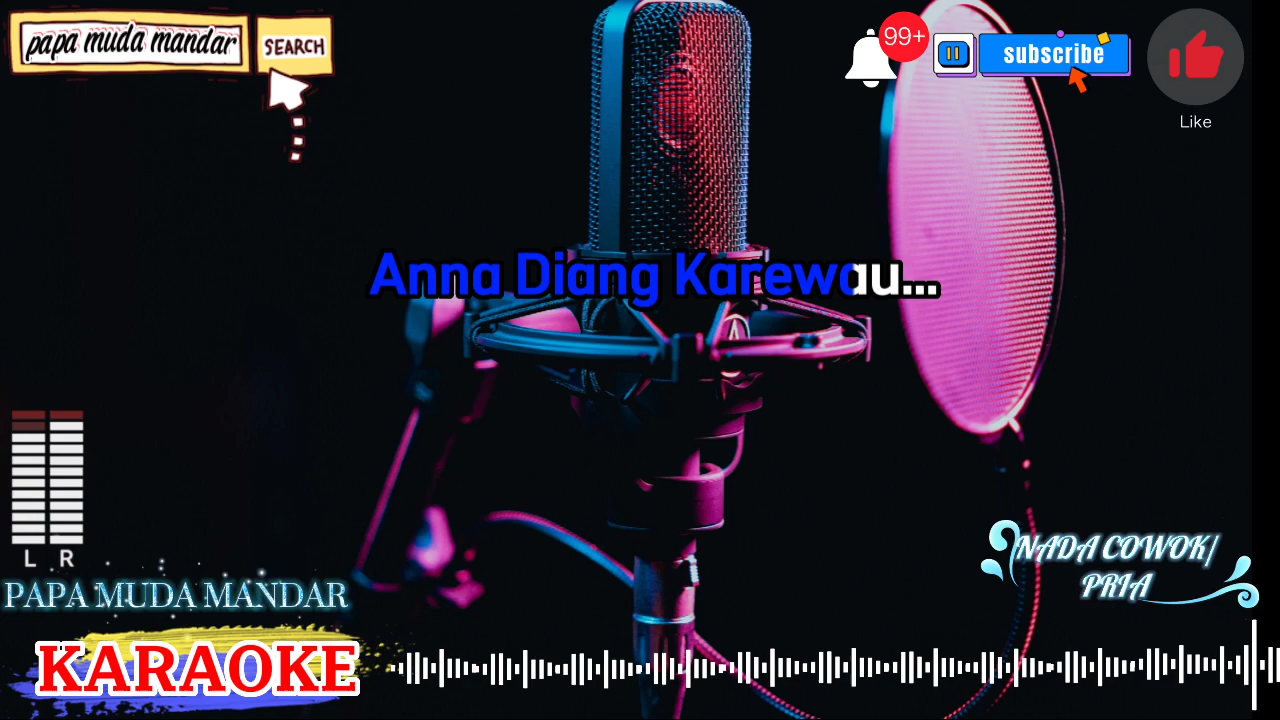 papa muda mandar
SEARCH
99+
subscribe
Like
Anna Diang Karewau...
L R
PAPA MUDA MANDAR
KARAOKE
NADA COWOK/
PRIA